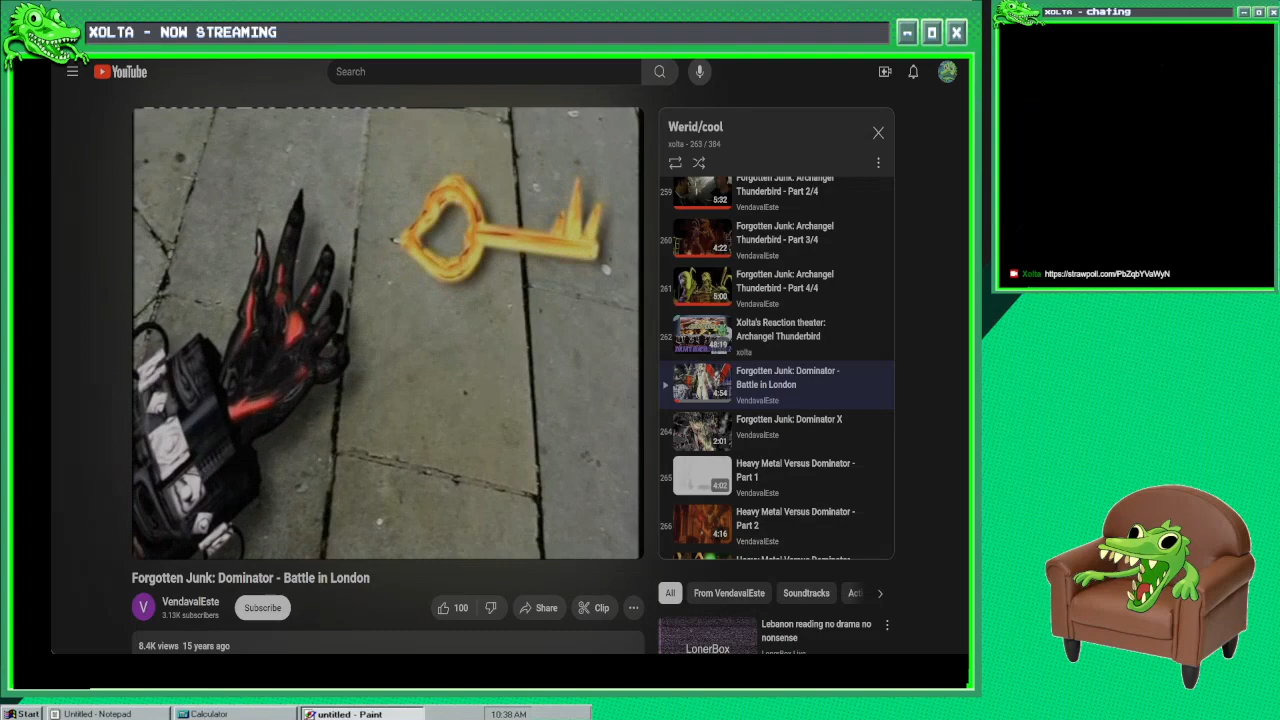 XOLTA - NOW STREAMING
XOLTA - chating
YouTube
Search
Werid/cool
xolta - 263 / 384
259
Forgotten Junk: Archangel
Thunderbird - Part 2/4
5:32
VendavalEste
260
Forgotten Junk: Archangel
Thunderbird - Part 3/4
4:22
VendavalEste
261
Forgotten Junk: Archangel
Thunderbird - Part 4/4
5:00
VendavalEste
262
Xolta's Reaction theater:
Archangel Thunderbird
48:19
xolta
Forgotten Junk: Dominator -
Battle in London
4:54
VendavalEste
264
Forgotten Junk: Dominator X
2:01
VendavalEste
265
Heavy Metal Versus Dominator -
Part 1
4:02
VendavalEste
266
Heavy Metal Versus Dominator -
Part 2
4:16
VendavalEste
Xolta https://strawpoll.com/PbZqbYVaWyN
Forgotten Junk: Dominator - Battle in London
V
VendavalEste
3.13K subscribers
Subscribe
100
Share
Clip
All
From VendavalEste
Soundtracks
Acti
Lebanon reading no drama no
nonsense
LonerBox
LonerBox Live
8.4K views 15 years ago
Start
Untitled - Notepad
Calculator
untitled - Paint
10:38 AM